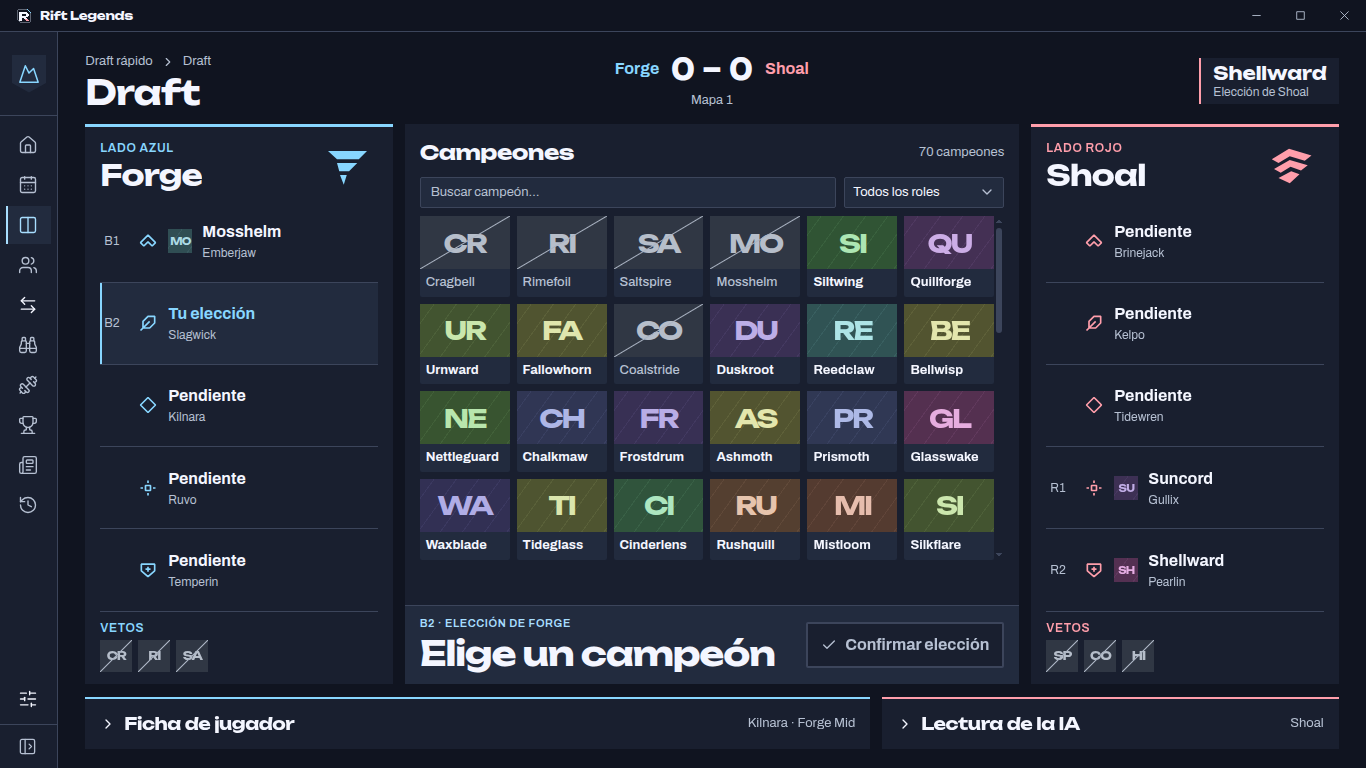 Rift Legends
Draft rápido > Draft
Draft
Forge 0 – 0 Shoal
Mapa 1
Shellward
Elección de Shoal
LADO AZUL
Forge
B1
MO
Mosshelm
Emberjaw
B2
Tu elección
Slagwick
Pendiente
Kilnara
Pendiente
Ruvo
Pendiente
Temperin
VETOS
CR RI SA
Campeones
70 campeones
Buscar campeón...
Todos los roles
CR RI SA MO SI QU
Cragbell Rimefoil Saltspire Mosshelm Siltwing Quillforge
UR FA CO DU RE BE
Urnward Fallowhorn Coalstride Duskroot Reedclaw Bellwisp
NE CH FR AS PR GL
Nettleguard Chalkmaw Frostdrum Ashmoth Prismoth Glasswake
WA TI CI RU MI SI
Waxblade Tideglass Cinderlens Rushquill Mistloom Silkflare
B2 · ELECCIÓN DE FORGE
Elige un campeón
Confirmar elección
LADO ROJO
Shoal
Pendiente
Brinejack
Pendiente
Kelpo
Pendiente
Tidewren
R1
SU
Suncord
Gullix
R2
SH
Shellward
Pearlin
VETOS
SP CO HI
Ficha de jugador
Kilnara · Forge Mid
Lectura de la IA
Shoal